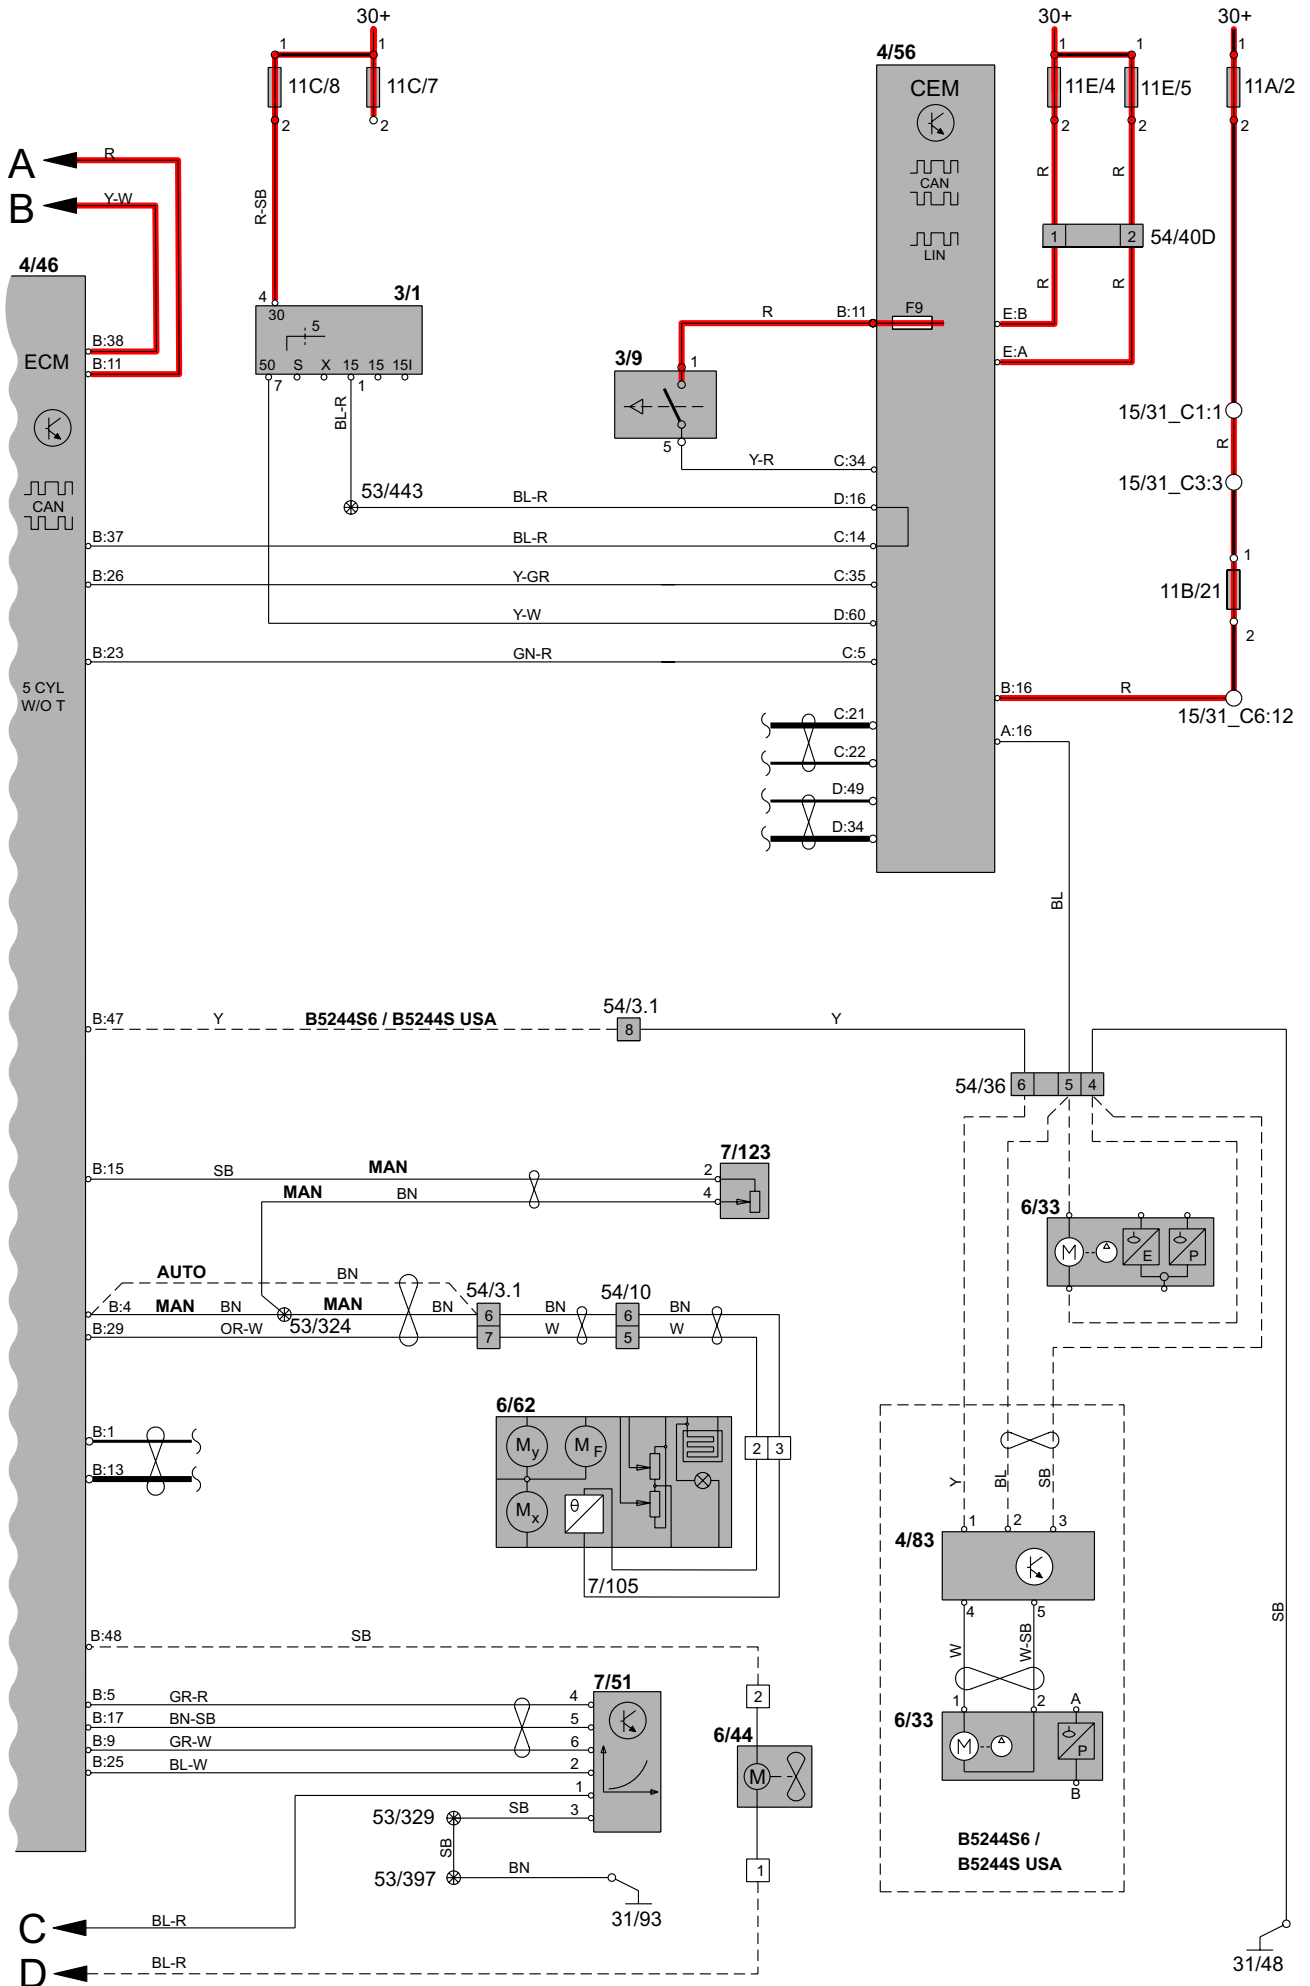 30+ 30+ 30+
1 1 4/56 1 1 1
CEM
11C/8 11C/7 11E/4 11E/5 11A/2
2 2 2 2 2
A R
CAN R R
B Y-W R-SB
1 2 54/40D
LIN
4/46
R R
4 3/1
30 R B:11 F9 E:B
5
B:38
ECM B:11 50 S X 15 15 15I 3/9 1 E:A
7 1
BL-R 15/31_C1:1
R
5
Y-R C:34
CAN 53/443 BL-R D:16 15/31_C3:3
B:37 BL-R C:14
1
B:26 Y-GR C:35
11B/21
Y-W D:60
2
B:23 GN-R C:5
5 CYL
W/O T
B:16 R
C:21 15/31_C6:12
A:16
C:22
D:49
D:34
BL
B:47 Y B5244S6 / B5244S USA 54/3.1 Y
8
54/36 6 5 4
B:15 SB MAN 2 7/123
MAN BN 4
6/33
M E P
AUTO BN
B:4 MAN BN MAN BN 54/3.1 6 BN 54/10 6 BN
B:29 OR-W 53/324 7 W 5 W
6/62
B:1 My MF 2 3
B:13
Y BL SB
Mx θ
1 2 3
4/83
7/105
4 5
SB
B:48 SB W W-SB
B:5 GR-R 4 7/51 2 1 2 A
B:17 BN-SB 5 6/33
B:9 GR-W 6 6/44 M P
B:25 BL-W 2 M
1 B
53/329 SB 3
SB B5244S6 /
B5244S USA
53/397 BN 1
31/93
C BL-R
D BL-R 31/48